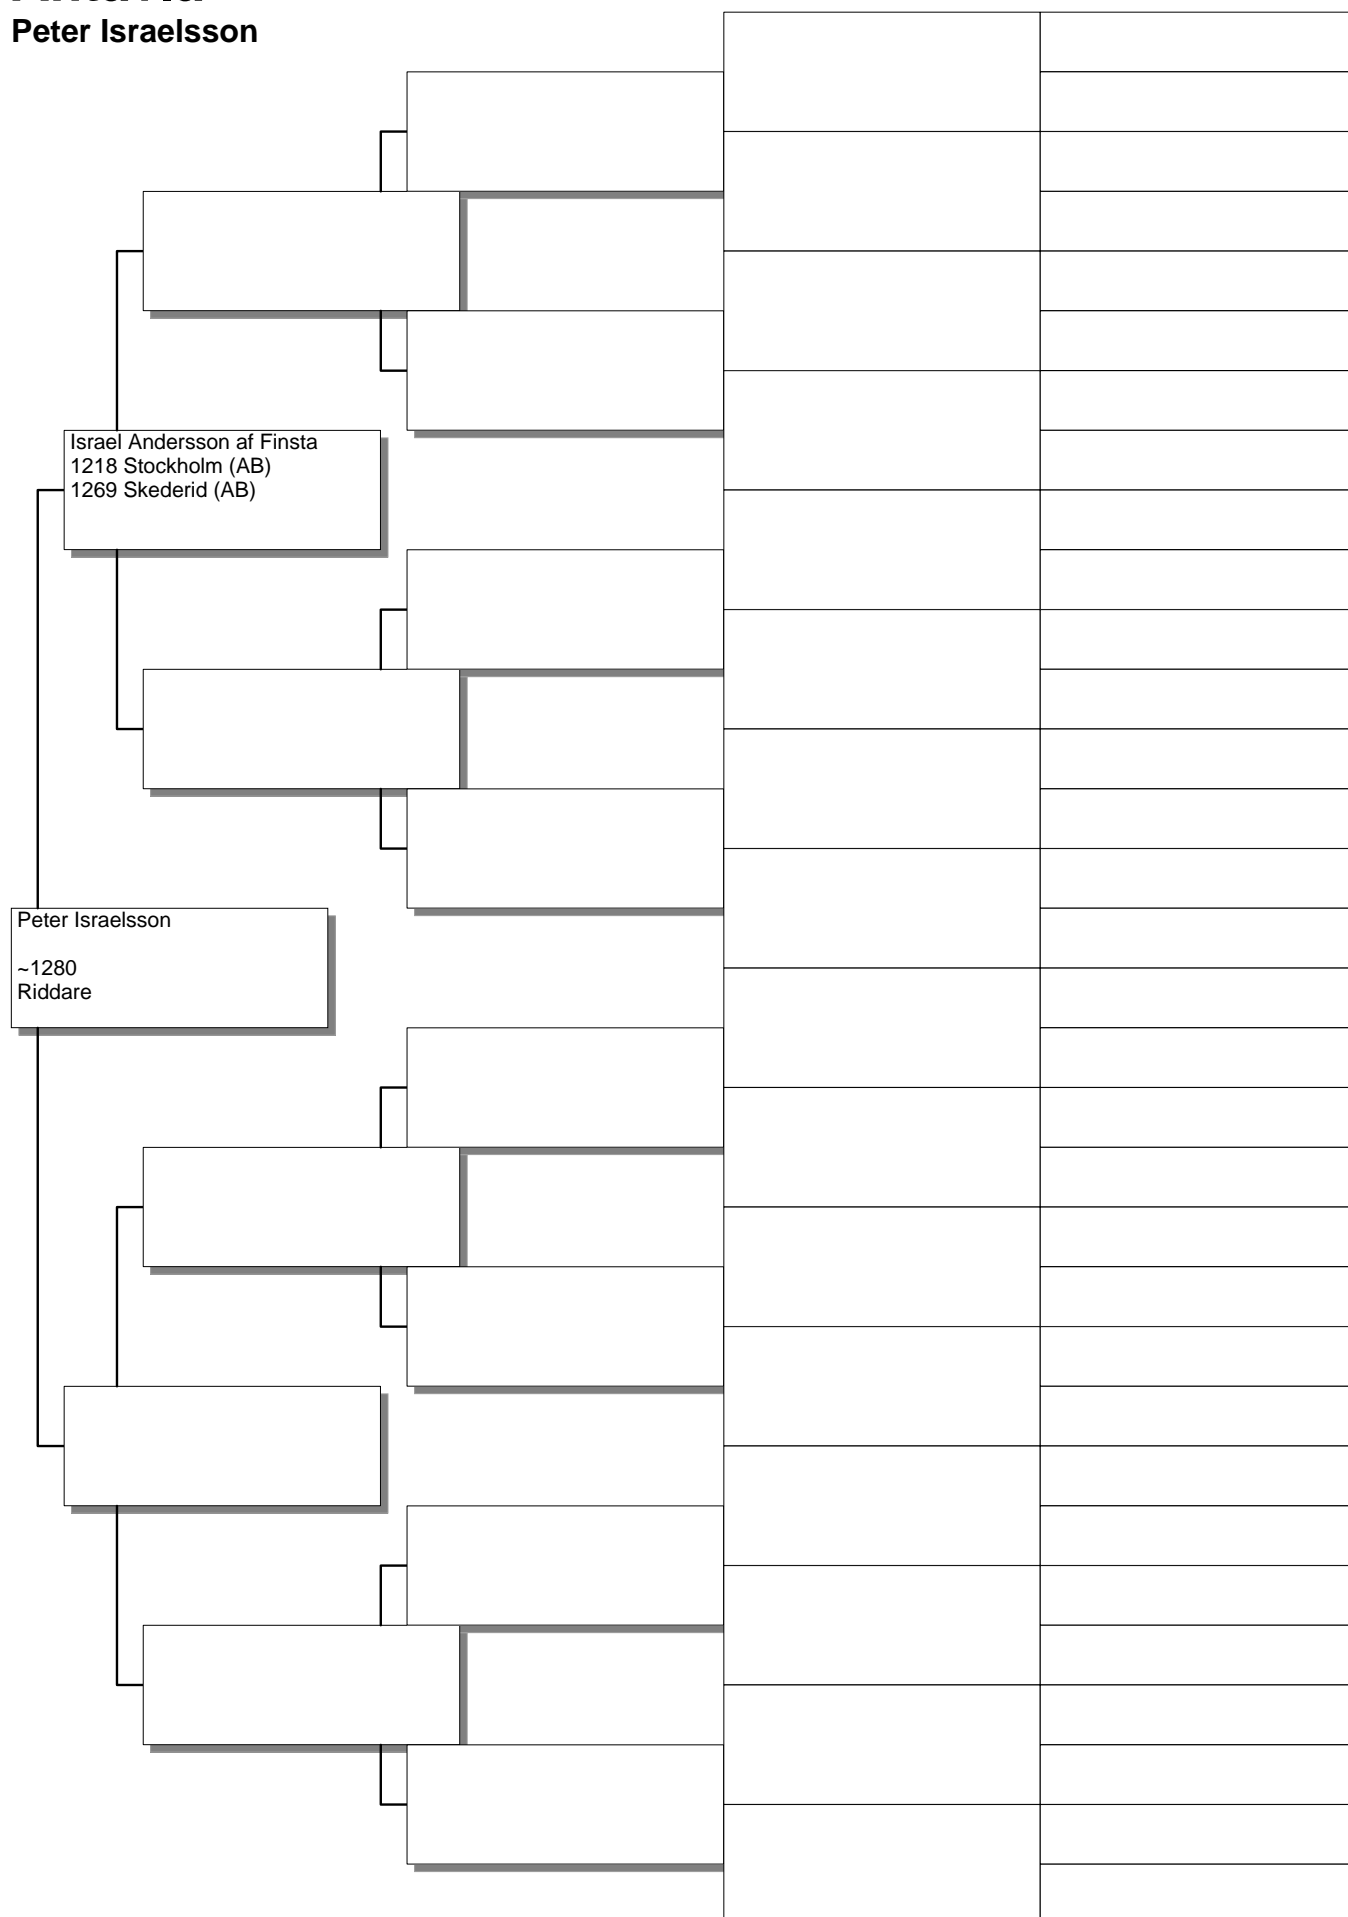 Peter Israelsson
Israel Andersson af Finsta
1218 Stockholm (AB)
1269 Skederid (AB)
Peter Israelsson
~1280
Riddare